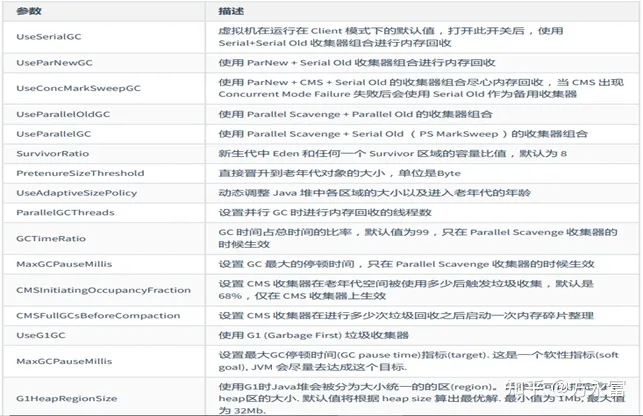 参数 描述
UseSerialGC 虚拟机在运行在 Client 模式下的默认值，打开此开关后，使用
Serial+Serial Old 收集器组合进行内存回收
UseParNewGC 使用 ParNew + Serial Old 收集器组合进行内存回收
UseConcMarkSweepGC 使用 ParNew + CMS + Serial Old 的收集器组合尽心内存回收，当 CMS 出现
Concurrent Mode Failure 失败后会使用 Serial Old 作为备用收集器
UseParallelOldGC 使用 Parallel Scavenge + Parallel Old 的收集器组合
UseParallelGC 使用 Parallel Scavenge + Serial Old （ PS MarkSweep ）的收集器组合
SurvivorRatio 新生代中 Eden 和任何一个 Survivor 区域的容量比值，默认为 8
PretenureSizeThreshold 直接晋升到老年代对象的大小，单位是Byte
UseAdaptiveSizePolicy 动态调整 Java 堆中各区域的大小以及进入老年代的年龄
ParallelGCThreads 设置并行 GC 时进行内存回收的线程数
GCTimeRatio GC 时间占总时间的比率，默认值为99，只在 Parallel Scavenge 收集器的
时候生效
MaxGCPauseMillis 设置 GC 最大的停顿时间，只在 Parallel Scavenge 收集器的时候生效
CMSInitiatingOccupancyFraction 设置 CMS 收集器在老年代空间被使用多少后触发垃圾收集，默认是
68%，仅在 CMS 收集器上生效
CMSFullGCsBeforeCompaction 设置 CMS 收集器在进行多少次垃圾回收之后启动一次内存碎片整理
UseG1GC 使用 G1 (Garbage First) 垃圾收集器
MaxGCPauseMillis 设置最大GC停顿时间(GC pause time)指标(target). 这是一个软性指标(soft
goal), JVM 会尽量去达成这个目标.
G1HeapRegionSize 使用G1时Java堆会被分为大小统一的的区(region)。
heap区的大小. 默认值将根据 heap size 算出最优解. 最小值为 1Mb, 最大值
为 32Mb.
知乎 @方永富